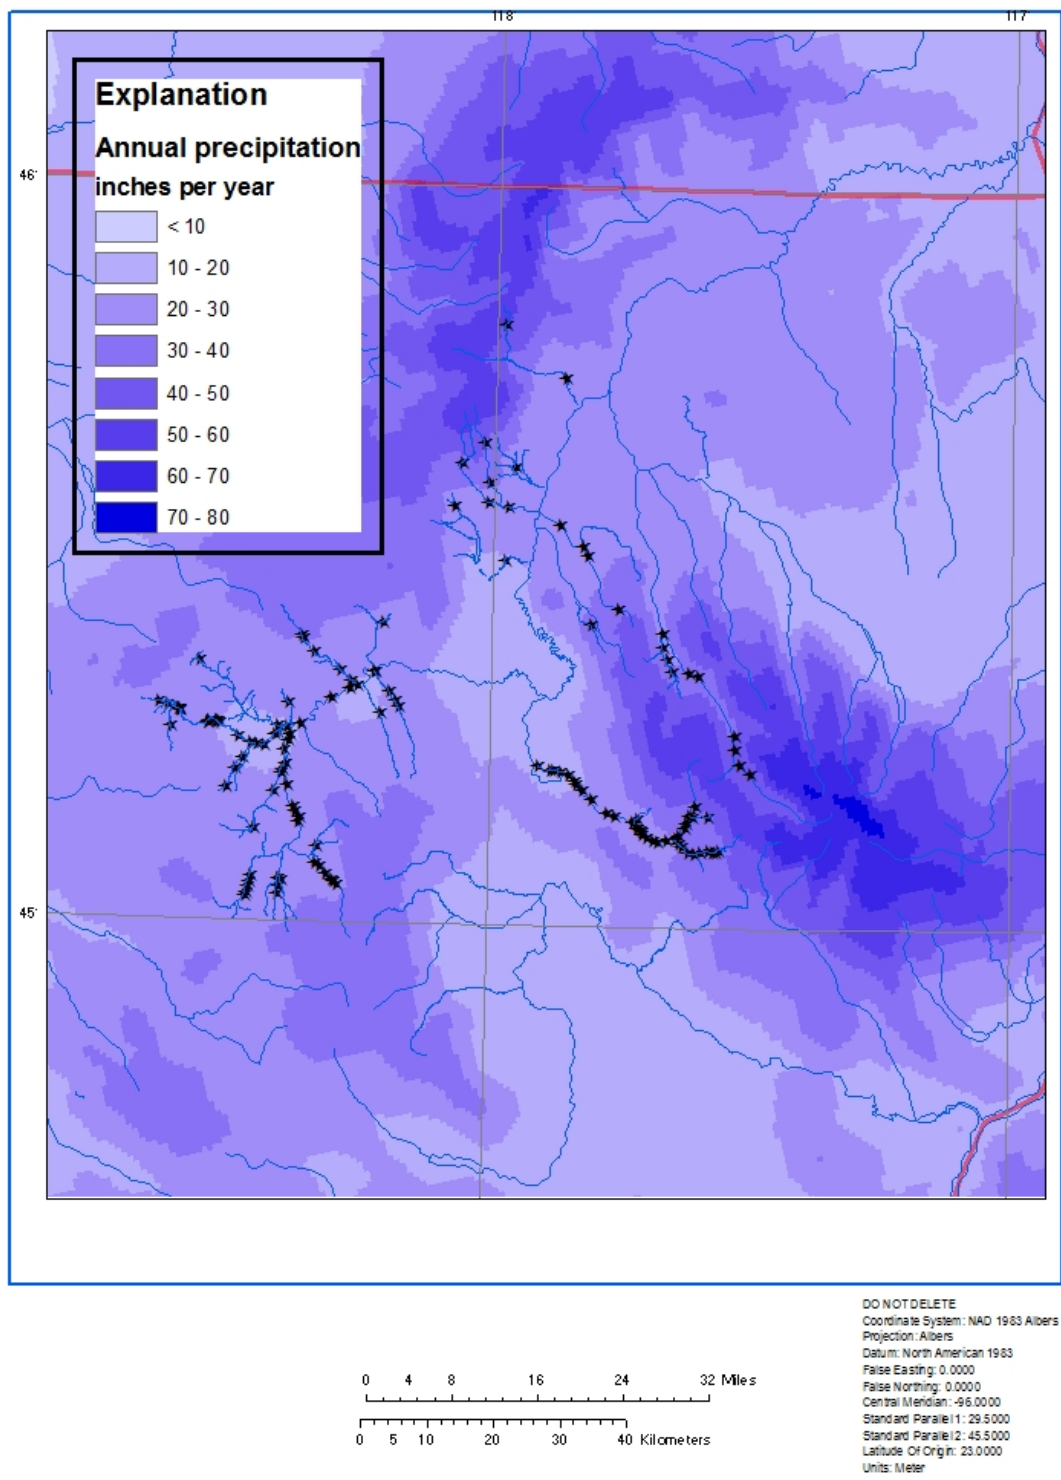 118°
117°
46°
Explanation
Annual precipitation
inches per year
< 10
10 - 20
20 - 30
30 - 40
40 - 50
50 - 60
60 - 70
70 - 80
45°
DO NOT DELETE
Coordinate System: NAD 1983 Albers
Projection: Albers
Datum: North American 1983
False Easting: 0.0000
False Northing: 0.0000
Central Meridian: -96.0000
Standard Parallel 1: 29.5000
Standard Parallel 2: 45.5000
Latitude Of Origin: 23.0000
Units: Meter
0 4 8 16 24 32 Miles
0 5 10 20 30 40 Kilometers